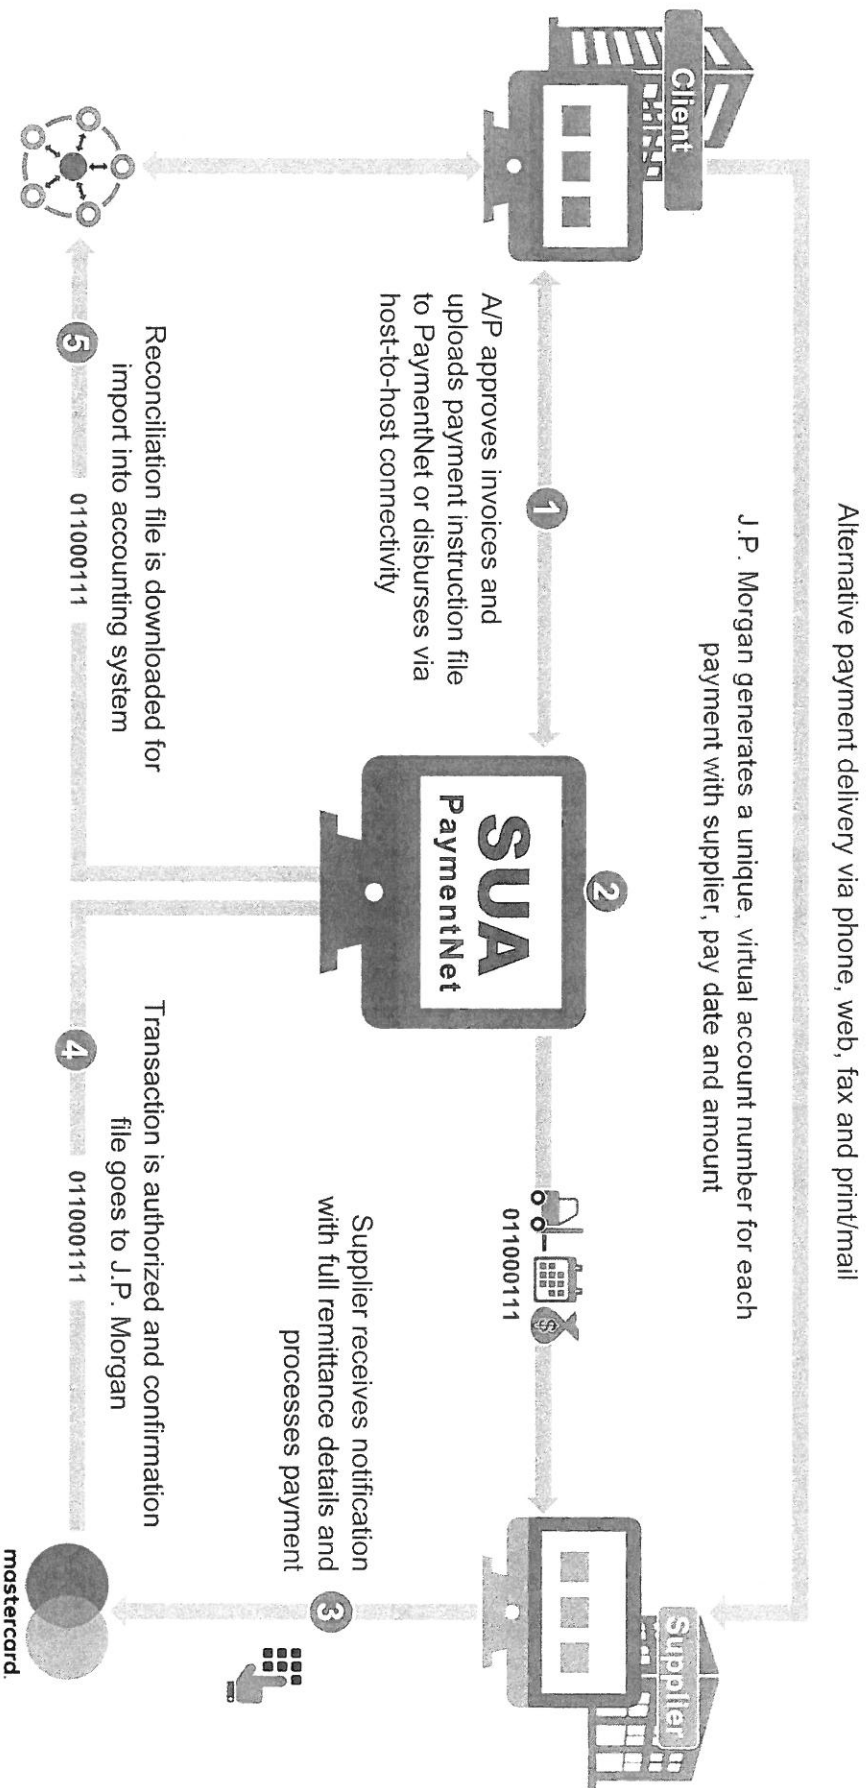 Alternative payment delivery via phone, web, fax and print/mail
Client
Supplier
J.P. Morgan generates a unique, virtual account number for each
payment with supplier, pay date and amount
1
A/P approves invoices and
uploads payment instruction file
to PaymentNet or disburses via
host-to-host connectivity
2
SUA
PaymentNet
$
011000111
Supplier receives notification
with full remittance details and
processes payment
3
Reconciliation file is downloaded for
import into accounting system
5
011000111
Transaction is authorized and confirmation
file goes to J.P. Morgan
4
011000111
mastercard.